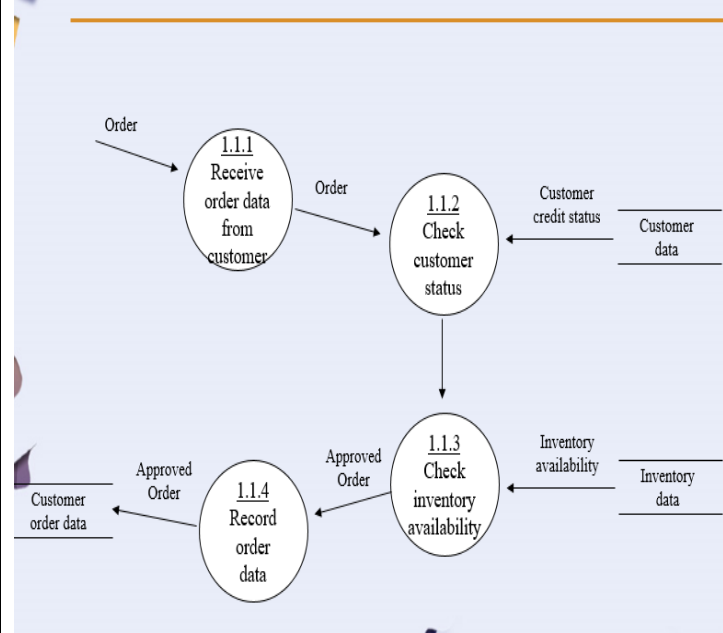 Order
1.1.1
Receive
order data
from
customer
Order
1.1.2
Check
customer
status
Customer
credit status
Customer
data
1.1.3
Check
inventory
availability
Inventory
availability
Inventory
data
Approved
Order
1.1.4
Record
order
data
Approved
Order
Customer
order data